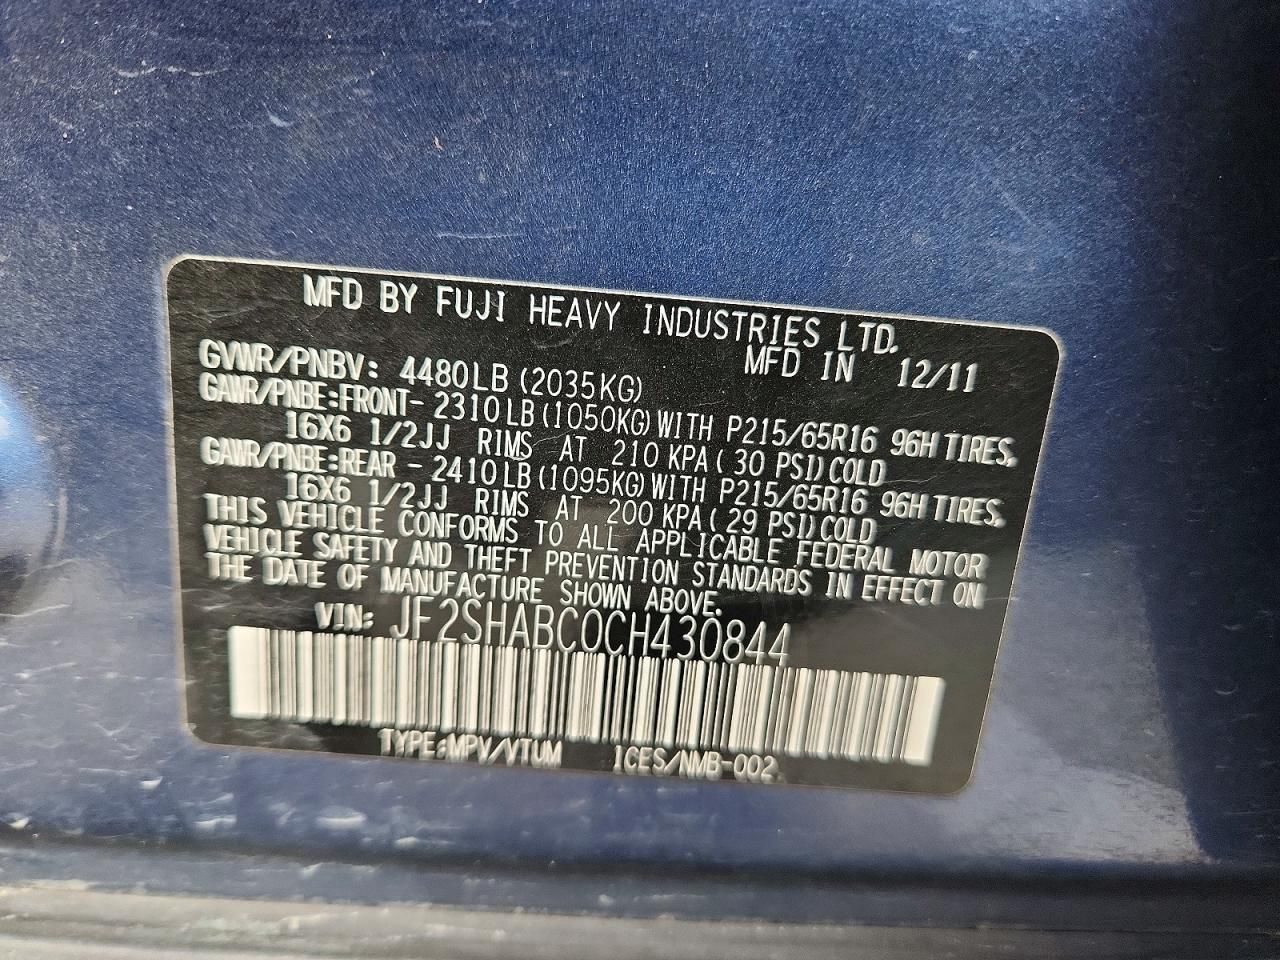 MFD BY FUJI HEAVY INDUSTRIES LTD.
MFD IN 12/11
GVWR/PNBV: 4480LB (2035KG)
GAWR/PNBE:FRONT- 2310LB(1050KG)WITH P215/65R16 96H TIRES,
16X6 1/2JJ RIMS AT 210 KPA( 30 PSI)COLD
GAWR/PNBE:REAR - 2410LB(1095KG)WITH P215/65R16 96H TIRES,
16X6 1/2JJ RIMS AT 200 KPA( 29 PSI)COLD
THIS VEHICLE CONFORMS TO ALL APPLICABLE FEDERAL MOTOR
VEHICLE SAFETY AND THEFT PREVENTION STANDARDS IN EFFECT ON
THE DATE OF MANUFACTURE SHOWN ABOVE.
VIN: JF2SHABC0CH430844
TYPE:MPV/VTUM ICES/NMB-002